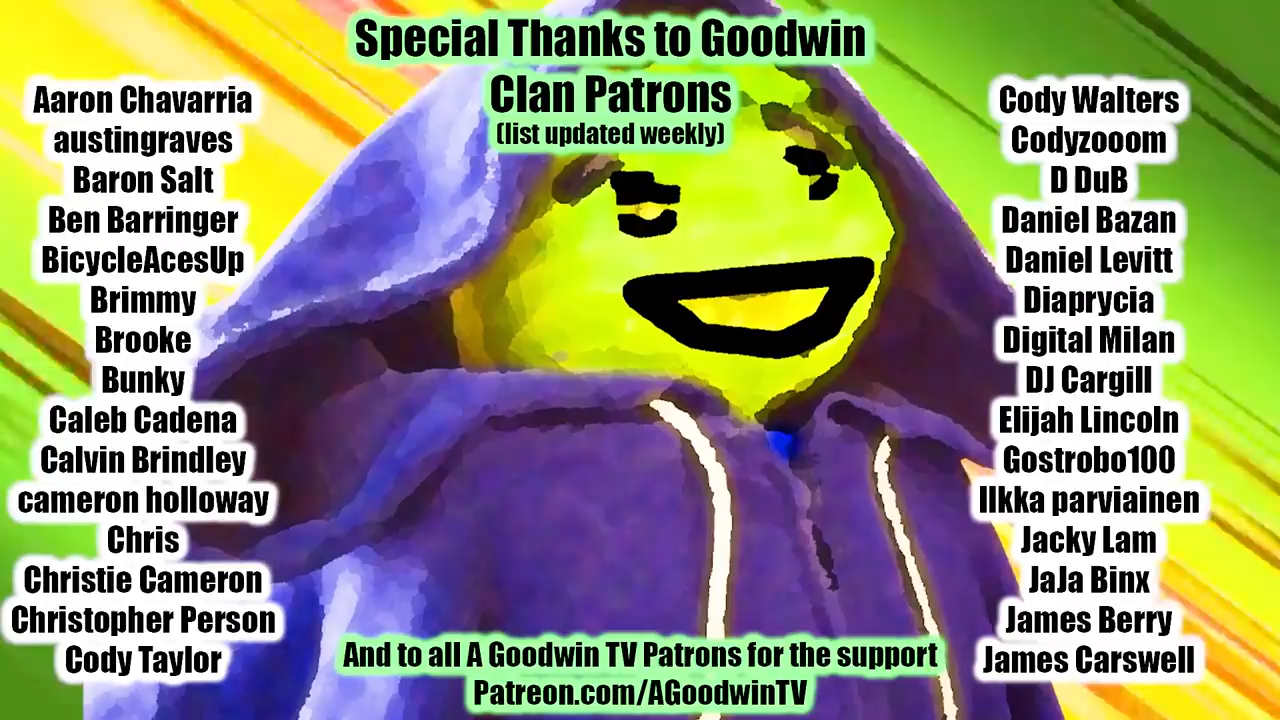 Special Thanks to Goodwin
Clan Patrons
(list updated weekly)
Aaron Chavarria
austingraves
Baron Salt
Ben Barringer
BicycleAcesUp
Brimmy
Brooke
Bunky
Caleb Cadena
Calvin Brindley
cameron holloway
Chris
Christie Cameron
Christopher Person
Cody Taylor
Cody Walters
Codyzooom
D DuB
Daniel Bazan
Daniel Levitt
Diaprycia
Digital Milan
DJ Cargill
Elijah Lincoln
Gostrobo100
Ilkka parviainen
Jacky Lam
JaJa Binx
James Berry
James Carswell
And to all A Goodwin TV Patrons for the support
Patreon.com/AGoodwinTV